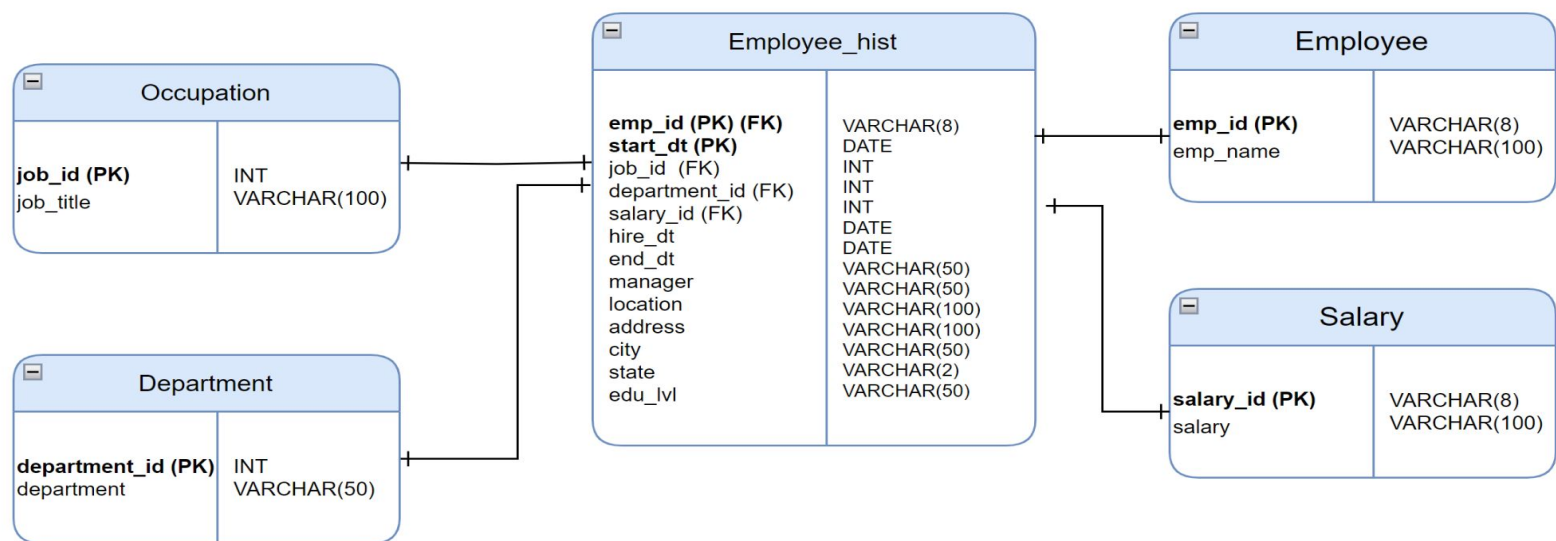 Occupation
job_id (PK)
job_title
INT
VARCHAR(100)
Department
department_id (PK)
department
INT
VARCHAR(50)
Employee_hist
emp_id (PK) (FK)
start_dt (PK)
job_id (FK)
department_id (FK)
salary_id (FK)
hire_dt
end_dt
manager
location
address
city
state
edu_lvl
VARCHAR(8)
DATE
INT
INT
INT
DATE
DATE
VARCHAR(50)
VARCHAR(50)
VARCHAR(100)
VARCHAR(100)
VARCHAR(50)
VARCHAR(2)
VARCHAR(50)
Employee
emp_id (PK)
emp_name
VARCHAR(8)
VARCHAR(100)
Salary
salary_id (PK)
salary
VARCHAR(8)
VARCHAR(100)